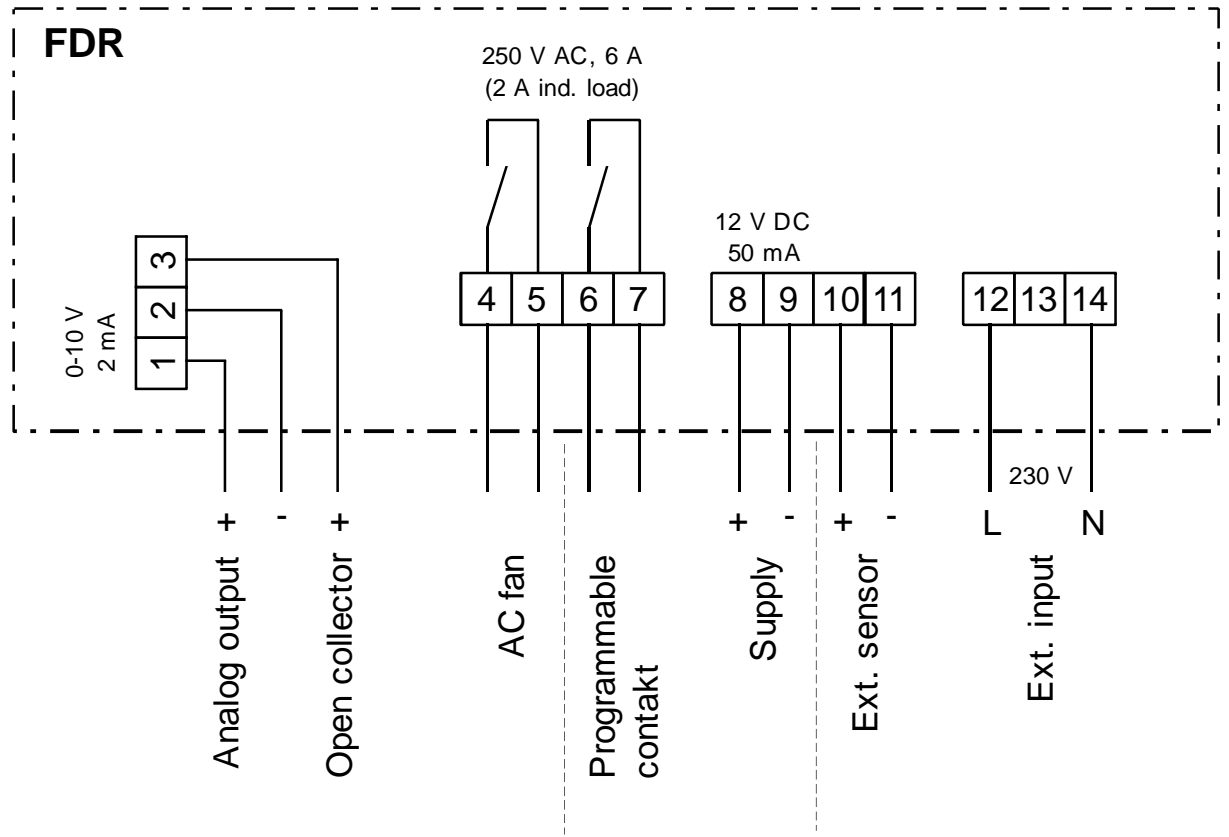 FDR
250 V AC, 6 A
(2 A ind. load)
12 V DC
50 mA
0-10 V
2 mA
3
2
1
4 5 6 7
8 9 10 11
12 13 14
230 V
+ - +
+ - + -
L N
Analog output
Open collector
AC fan
Programmable
contakt
Supply
Ext. sensor
Ext. input